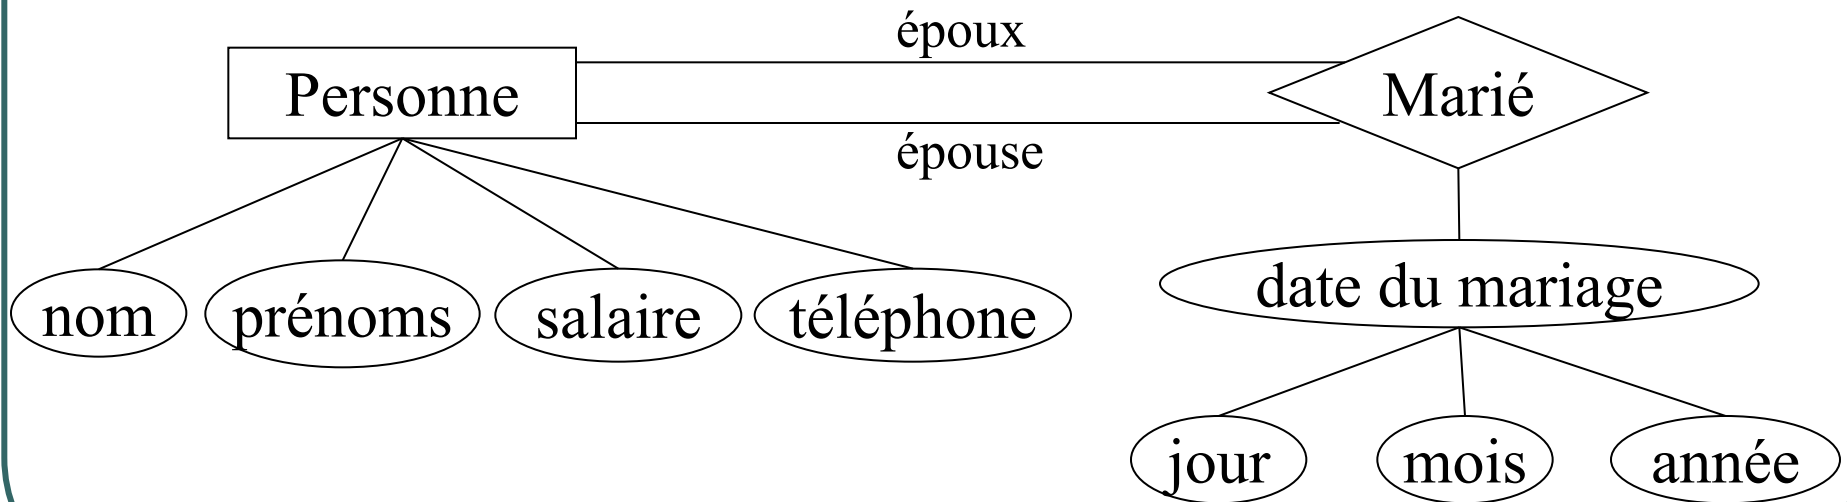 époux
Personne
Marié
épouse
date du mariage
nom
prénoms
salaire
téléphone
jour
mois
année